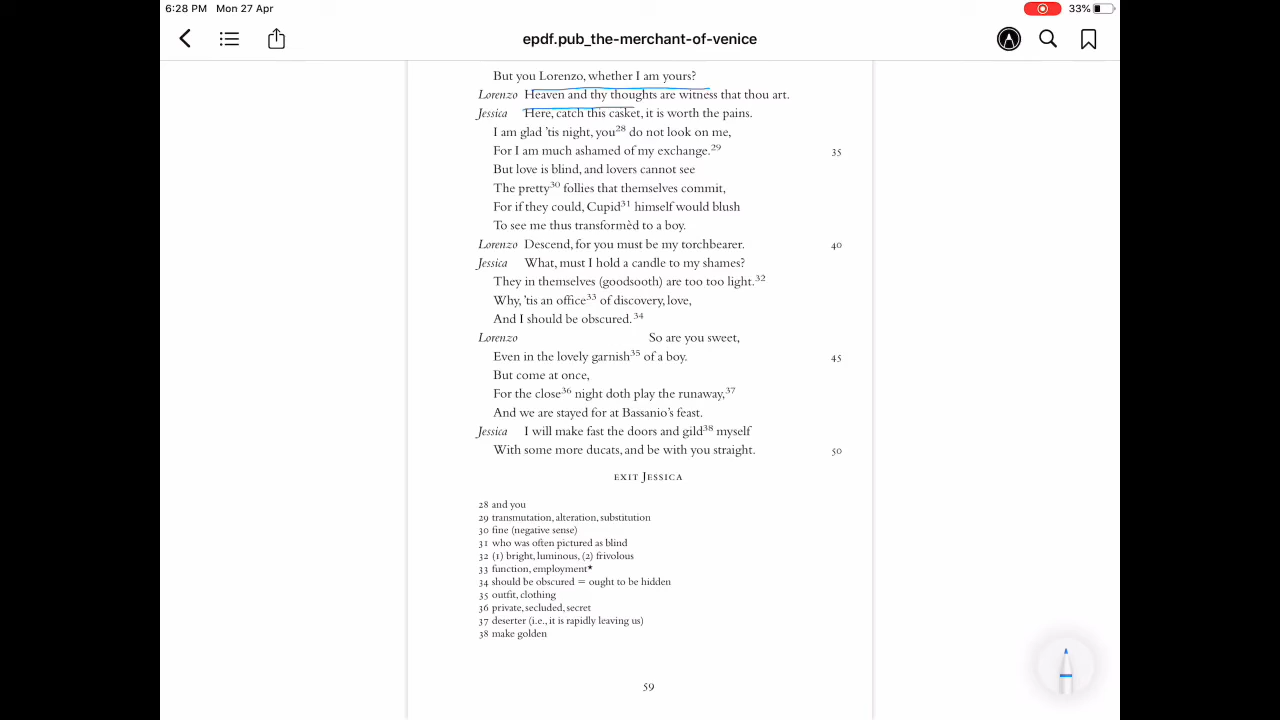 6:28 PM Mon 27 Apr
33%
epdf.pub_the-merchant-of-venice
But you Lorenzo, whether I am yours?
Lorenzo Heaven and thy thoughts are witness that thou art.
Jessica Here, catch this casket, it is worth the pains.
I am glad ’tis night, you28 do not look on me,
For I am much ashamed of my exchange.29 35
But love is blind, and lovers cannot see
The pretty30 follies that themselves commit,
For if they could, Cupid31 himself would blush
To see me thus transformèd to a boy.
Lorenzo Descend, for you must be my torchbearer. 40
Jessica What, must I hold a candle to my shames?
They in themselves (goodsooth) are too too light.32
Why, ’tis an office33 of discovery, love,
And I should be obscured.34
Lorenzo So are you sweet,
Even in the lovely garnish35 of a boy. 45
But come at once,
For the close36 night doth play the runaway,37
And we are stayed for at Bassanio’s feast.
Jessica I will make fast the doors and gild38 myself
With some more ducats, and be with you straight. 50
EXIT JESSICA
28 and you
29 transmutation, alteration, substitution
30 fine (negative sense)
31 who was often pictured as blind
32 (1) bright, luminous, (2) frivolous
33 function, employment*
34 should be obscured = ought to be hidden
35 outfit, clothing
36 private, secluded, secret
37 deserter (i.e., it is rapidly leaving us)
38 make golden
59